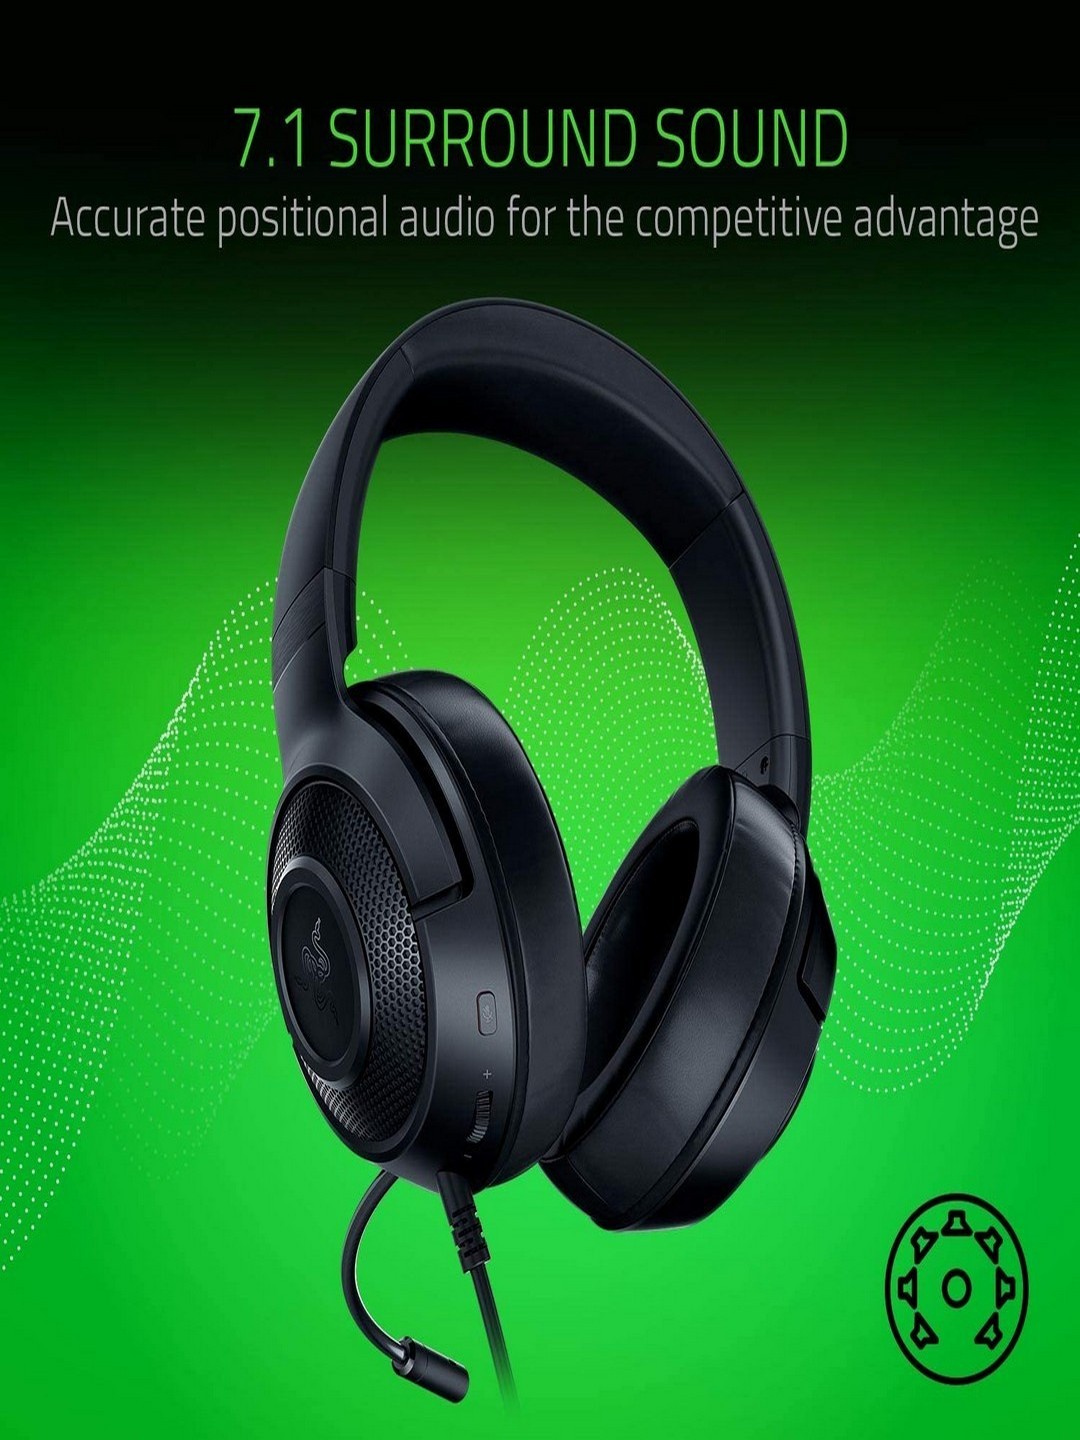 7.1 SURROUND SOUND
Accurate positional audio for the competitive advantage
+
-